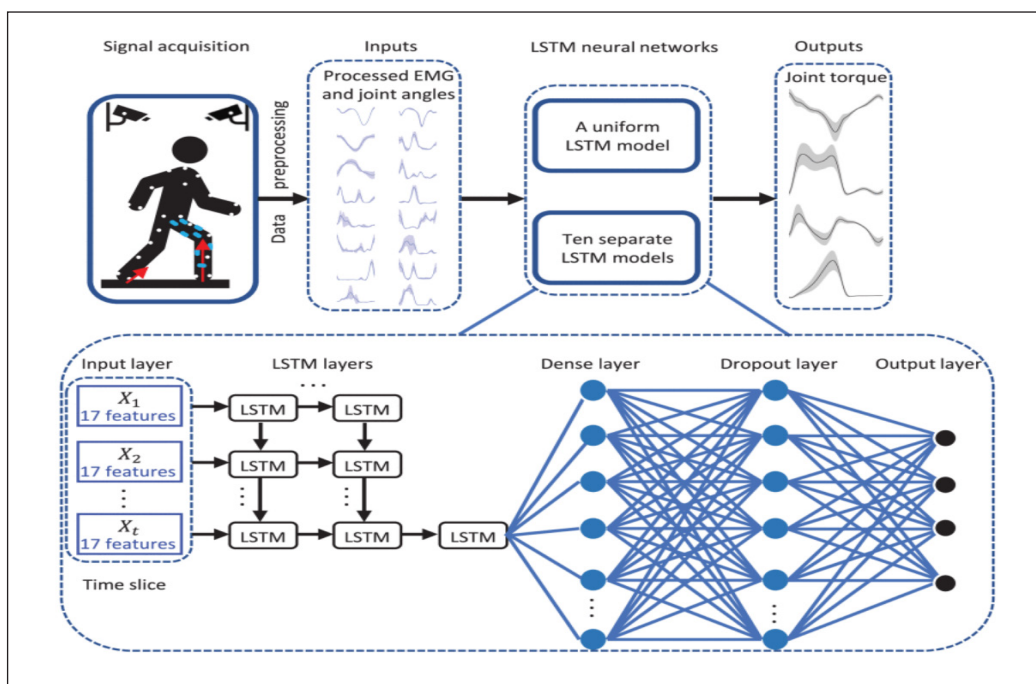 Signal acquisition
Inputs
LSTM neural networks
Outputs
Processed EMG
and joint angles
Joint torque
Data preprocessing
A uniform
LSTM model
Ten separate
LSTM models
Input layer
LSTM layers
Dense layer
Dropout layer
Output layer
...
X₁
17 features
LSTM
LSTM
X₂
17 features
LSTM
LSTM
⋮
⋮
⋮
Xₜ
17 features
LSTM
LSTM
LSTM
Time slice
⋮
⋮